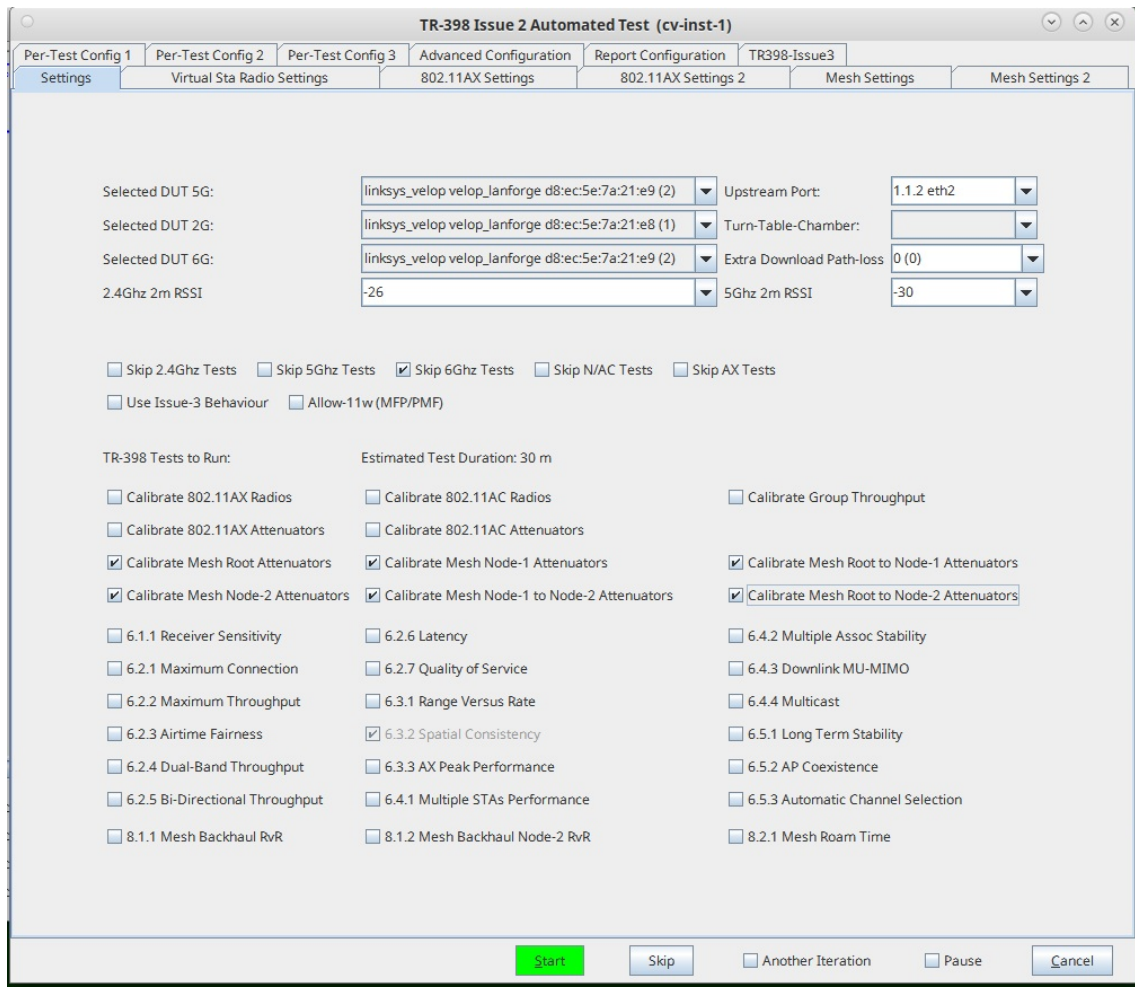 TR-398 Issue 2 Automated Test (cv-inst-1)
Per-Test Config 1 Per-Test Config 2 Per-Test Config 3 Advanced Configuration Report Configuration TR398-Issue3
Settings Virtual Sta Radio Settings 802.11AX Settings 802.11AX Settings 2 Mesh Settings Mesh Settings 2
Selected DUT 5G: linksys_velop velop_lanforge d8:ec:5e:7a:21:e9 (2) Upstream Port: 1.1.2 eth2
Selected DUT 2G: linksys_velop velop_lanforge d8:ec:5e:7a:21:e8 (1) Turn-Table-Chamber:
Selected DUT 6G: linksys_velop velop_lanforge d8:ec:5e:7a:21:e9 (2) Extra Download Path-loss 0 (0)
2.4Ghz 2m RSSI -26 5Ghz 2m RSSI -30
Skip 2.4Ghz Tests Skip 5Ghz Tests Skip 6Ghz Tests Skip N/AC Tests Skip AX Tests
Use Issue-3 Behaviour Allow-11w (MFP/PMF)
TR-398 Tests to Run: Estimated Test Duration: 30 m
Calibrate 802.11AX Radios Calibrate 802.11AC Radios Calibrate Group Throughput
Calibrate 802.11AX Attenuators Calibrate 802.11AC Attenuators
Calibrate Mesh Root Attenuators Calibrate Mesh Node-1 Attenuators Calibrate Mesh Root to Node-1 Attenuators
Calibrate Mesh Node-2 Attenuators Calibrate Mesh Node-1 to Node-2 Attenuators Calibrate Mesh Root to Node-2 Attenuators
6.1.1 Receiver Sensitivity 6.2.6 Latency 6.4.2 Multiple Assoc Stability
6.2.1 Maximum Connection 6.2.7 Quality of Service 6.4.3 Downlink MU-MIMO
6.2.2 Maximum Throughput 6.3.1 Range Versus Rate 6.4.4 Multicast
6.2.3 Airtime Fairness 6.3.2 Spatial Consistency 6.5.1 Long Term Stability
6.2.4 Dual-Band Throughput 6.3.3 AX Peak Performance 6.5.2 AP Coexistence
6.2.5 Bi-Directional Throughput 6.4.1 Multiple STAs Performance 6.5.3 Automatic Channel Selection
8.1.1 Mesh Backhaul RvR 8.1.2 Mesh Backhaul Node-2 RvR 8.2.1 Mesh Roam Time
Start Skip Another Iteration Pause Cancel